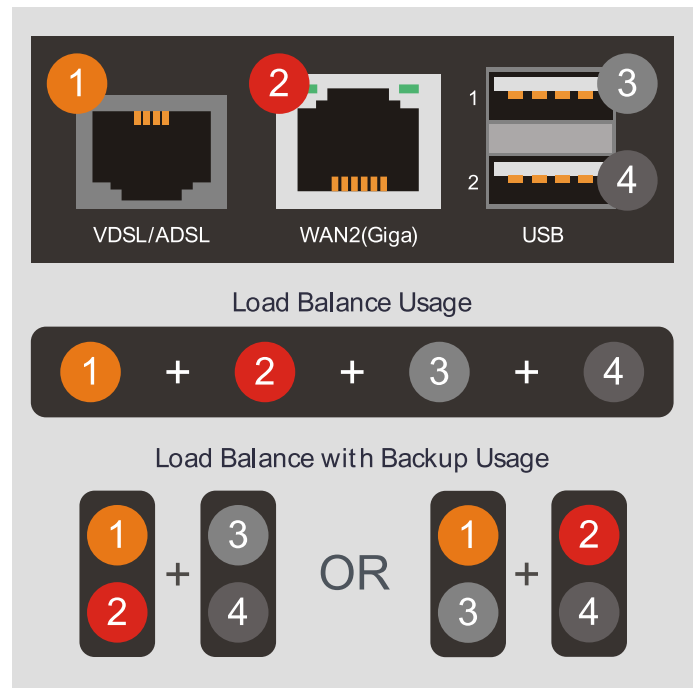 1 2 3
1
2 4
VDSL/ADSL WAN2(Giga) USB
Load Balance Usage
1 + 2 + 3 + 4
Load Balance with Backup Usage
1 3 1 2
+ OR +
2 4 3 4